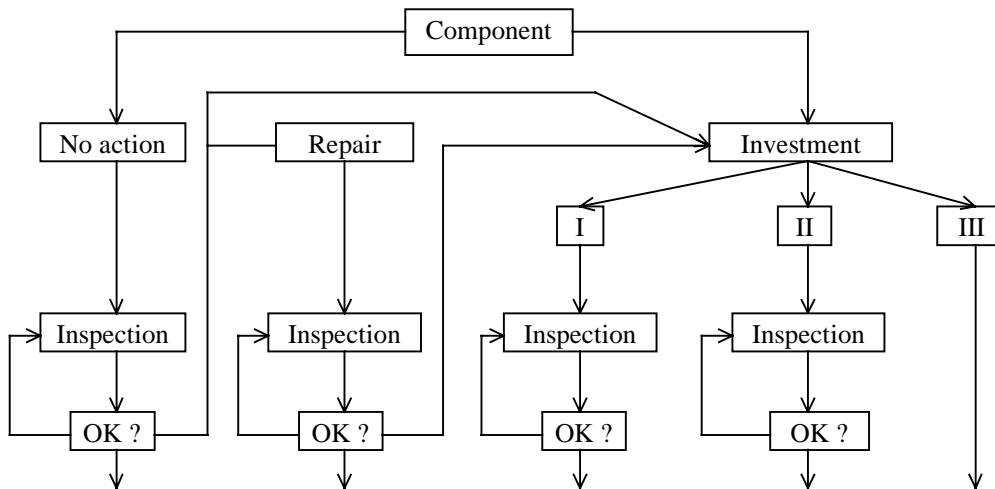 Component
No action
Repair
Investment
I
II
III
Inspection
Inspection
Inspection
Inspection
OK ?
OK ?
OK ?
OK ?